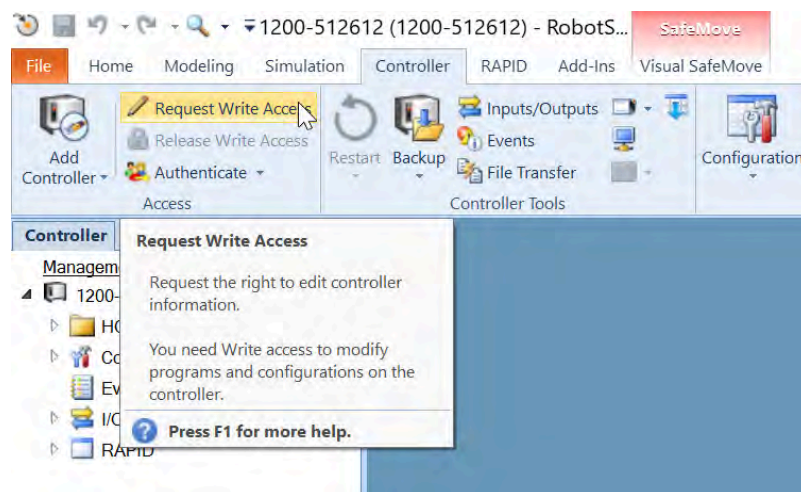 1200-512612 (1200-512612) - RobotS...
SafeMove
File Home Modeling Simulation Controller RAPID Add-Ins Visual SafeMove
Request Write Access
Inputs/Outputs
Release Write Access
Events
Add
Controller
Restart Backup
Configuration
Authenticate
File Transfer
Access
Controller Tools
Controller
Request Write Access
Managem
Request the right to edit controller
information.
1200-
HO
You need Write access to modify
programs and configurations on the
controller.
Co
Ev
I/O
Press F1 for more help.
RAPID